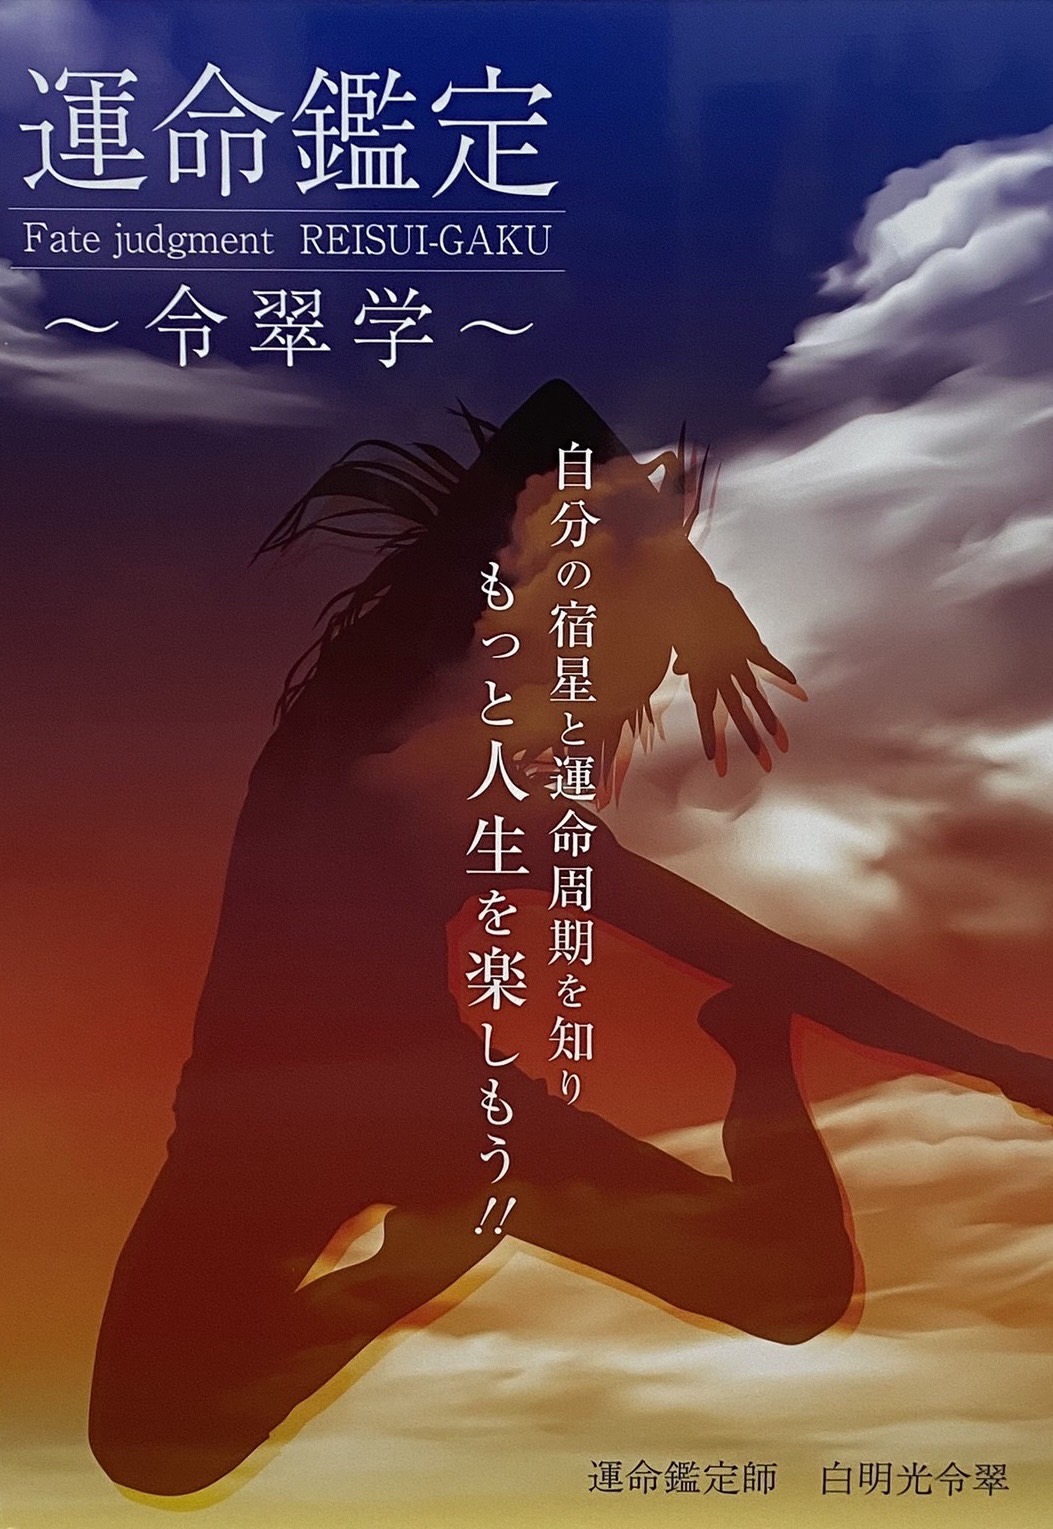 運命鑑定
Fate judgment REISUI-GAKU
～令翠学～
自分の宿星と運命周期を知り
もっと人生を楽しもう!!
運命鑑定師　白明光令翠